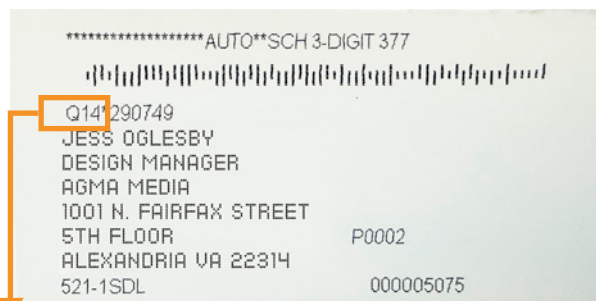 *******************AUTO**SCH 3-DIGIT 377
Q14*290749
JESS OGLESBY
DESIGN MANAGER
AGMA MEDIA
1001 N. FAIRFAX STREET
5TH FLOOR P0002
ALEXANDRIA VA 22314
521-1SDL 000005075